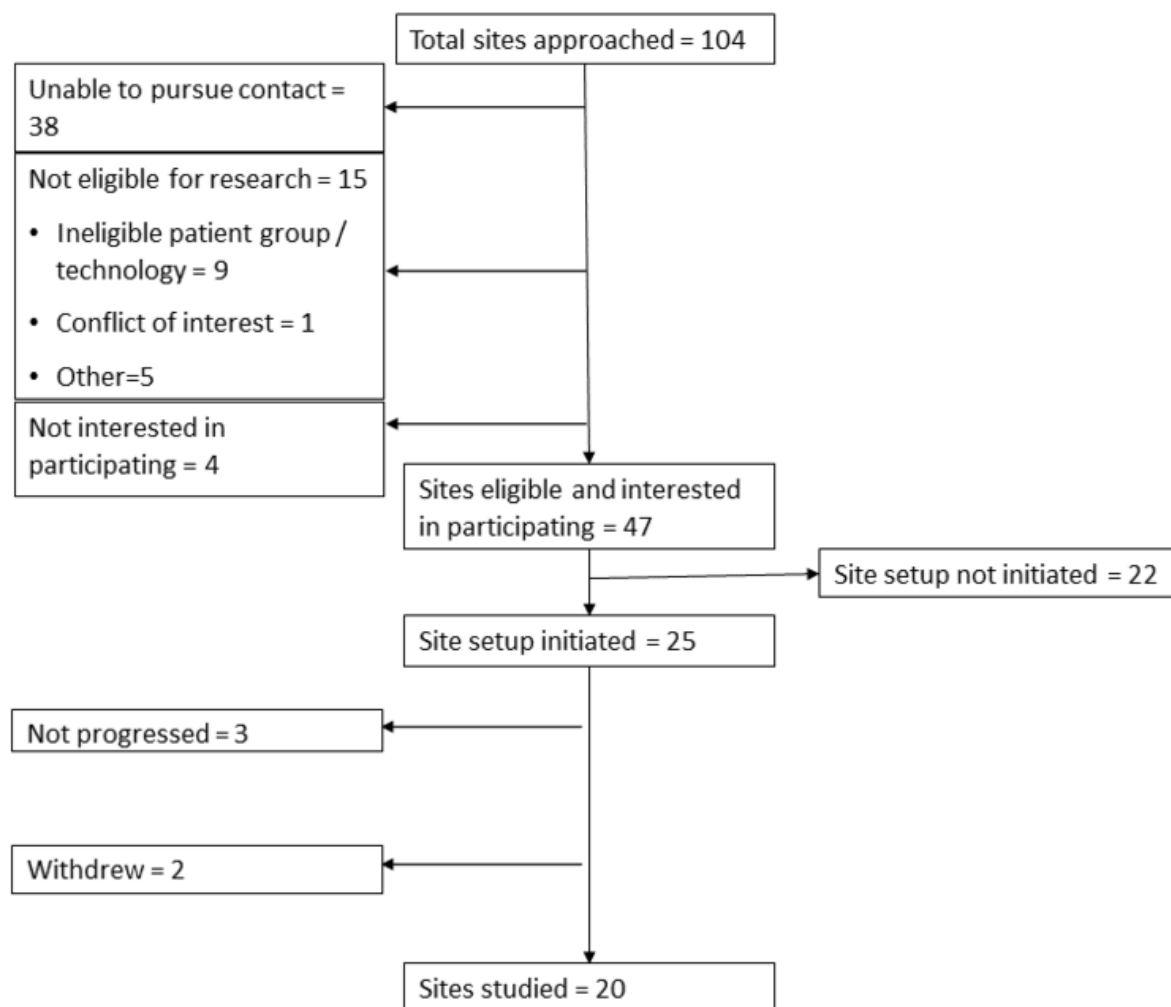 Total sites approached = 104
Unable to pursue contact =
38
Not eligible for research = 15
• Ineligible patient group /
technology = 9
• Conflict of interest = 1
• Other=5
Not interested in
participating = 4
Sites eligible and interested
in participating = 47
Site setup not initiated = 22
Site setup initiated = 25
Not progressed = 3
Withdrew = 2
Sites studied = 20